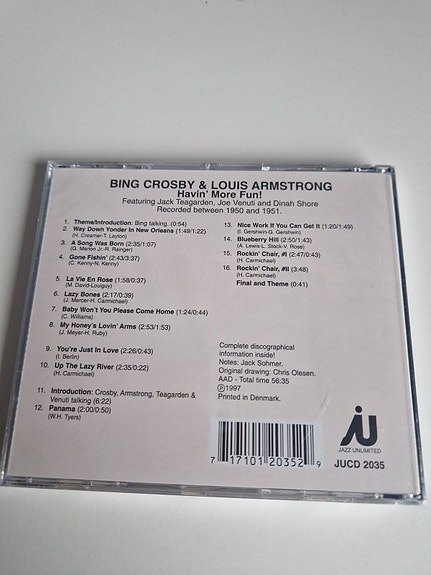 BING CROSBY & LOUIS ARMSTRONG
Havin' More Fun!
Featuring Jack Teagarden, Joe Venuti and Dinah Shore
Recorded between 1950 and 1951.
1. Theme/Introduction: Bing talking. (0:54)
2. Way Down Yonder In New Orleans (1:49/1:22)
(H. Creamer-T. Layton)
3. A Song Was Born (2:35/1:07)
(G. Marion Jr.-R. Rainger)
4. Gone Fishin' (2:43/3:37)
(C. Kenny-N. Kenny)
5. La Vie En Rose (1:58/0:37)
(M. David-Louiguy)
6. Lazy Bones (2:17/0:39)
(J. Mercer-H. Carmichael)
7. Baby Won't You Please Come Home (1:24/0:44)
(C. Williams)
8. My Honey's Lovin' Arms (2:53/1:53)
(J. Meyer-H. Ruby)
9. You're Just In Love (2:26/0:43)
(I. Berlin)
10. Up The Lazy River (2:35/0:22)
(H. Carmichael)
11. Introduction: Crosby, Armstrong, Teagarden &
Venuti talking (6:22)
12. Panama (2:00/0:50)
(W.H. Tyers)
13. Nice Work If You Can Get It (1:20/1:49)
(I. Gershwin-G. Gershwin)
14. Blueberry Hill (2:50/1:43)
(A. Lewis-L. Stock-V. Rose)
15. Rockin' Chair, #I (2:47/0:43)
(H. Carmichael)
16. Rockin' Chair, #II (3:48)
(H. Carmichael)
Final and Theme (0:41)
Complete discographical
information inside!
Notes: Jack Sohmer.
Original drawing: Chris Olesen.
AAD - Total time 56:35
Ⓟ1997
Printed in Denmark.
7 17101 20352 9
JU
JAZZ UNLIMITED
JUCD 2035